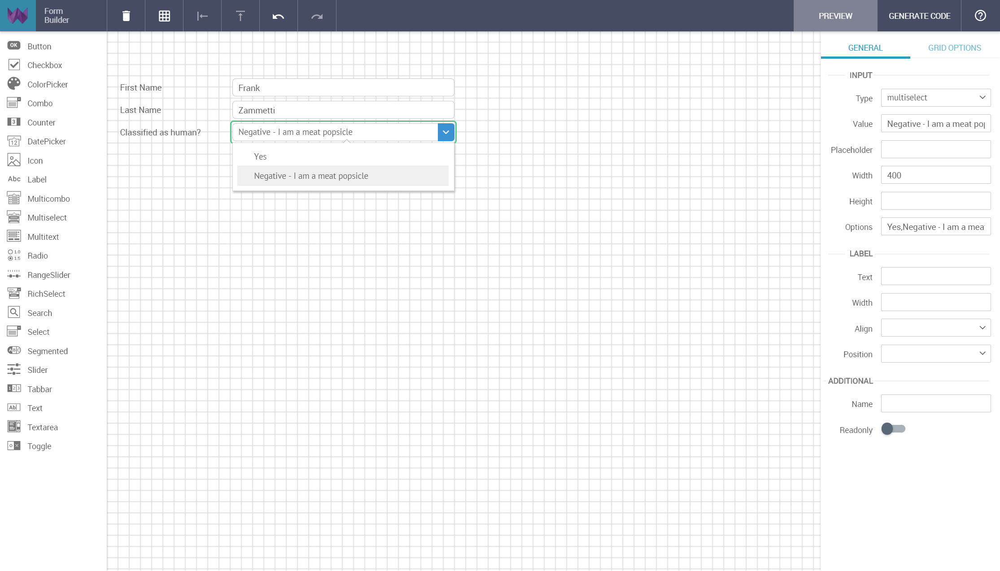 Form
Builder
PREVIEW
GENERATE CODE
OK
Button
Checkbox
ColorPicker
Combo
3
Counter
12
DatePicker
Icon
Abc
Label
Multicombo
Multiselect
Multitext
1.0
1.5
Radio
RangeSlider
RichSelect
Search
Select
A B C
Segmented
Slider
1 2 3
Tabbar
Ab
Text
Textarea
Toggle
First Name
Frank
Last Name
Zammetti
Classified as human?
Negative - I am a meat popsicle
Yes
Negative - I am a meat popsicle
GENERAL
GRID OPTIONS
INPUT
Type
multiselect
Value
Negative - I am a meat pop
Placeholder
Width
400
Height
Options
Yes,Negative - I am a mea
LABEL
Text
Width
Align
Position
ADDITIONAL
Name
Readonly